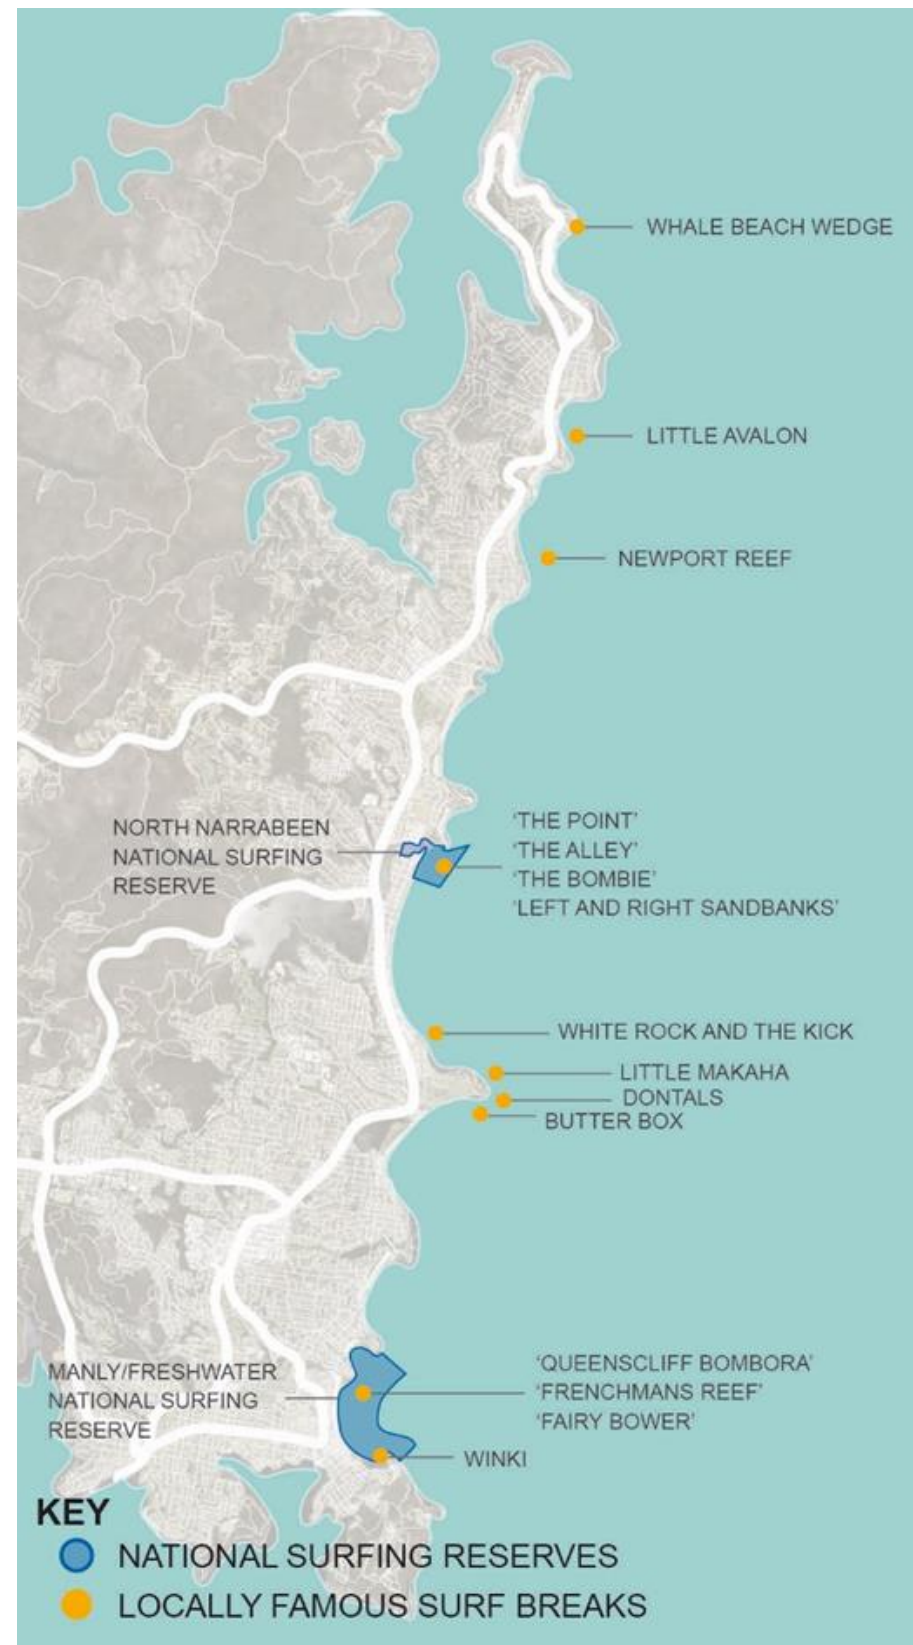 WHALE BEACH WEDGE
LITTLE AVALON
NEWPORT REEF
NORTH NARRABEEN
NATIONAL SURFING
RESERVE
‘THE POINT’
‘THE ALLEY’
‘THE BOMBIE’
‘LEFT AND RIGHT SANDBANKS’
WHITE ROCK AND THE KICK
LITTLE MAKAHA
DONTALS
BUTTER BOX
MANLY/FRESHWATER
NATIONAL SURFING
RESERVE
‘QUEENSCLIFF BOMBORA’
‘FRENCHMANS REEF’
‘FAIRY BOWER’
WINKI
KEY
NATIONAL SURFING RESERVES
LOCALLY FAMOUS SURF BREAKS